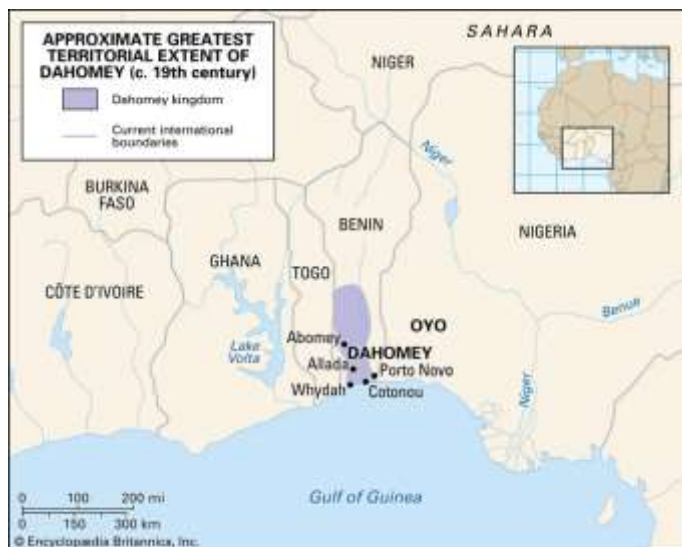 APPROXIMATE GREATEST
TERRITORIAL EXTENT OF
DAHOMEY (c. 19th century)
Dahomey kingdom
Current international
boundaries
SAHARA
NIGER
Niger
BURKINA
FASO
BENIN
NIGERIA
GHANA
TOGO
CÔTE D'IVOIRE
Benue
OYO
Abomey
DAHOMEY
Lake
Volta
Allada
Porto Novo
Whydah
Cotonou
Niger
Gulf of Guinea
0 100 200 mi
0 150 300 km
© Encyclopædia Britannica, Inc.